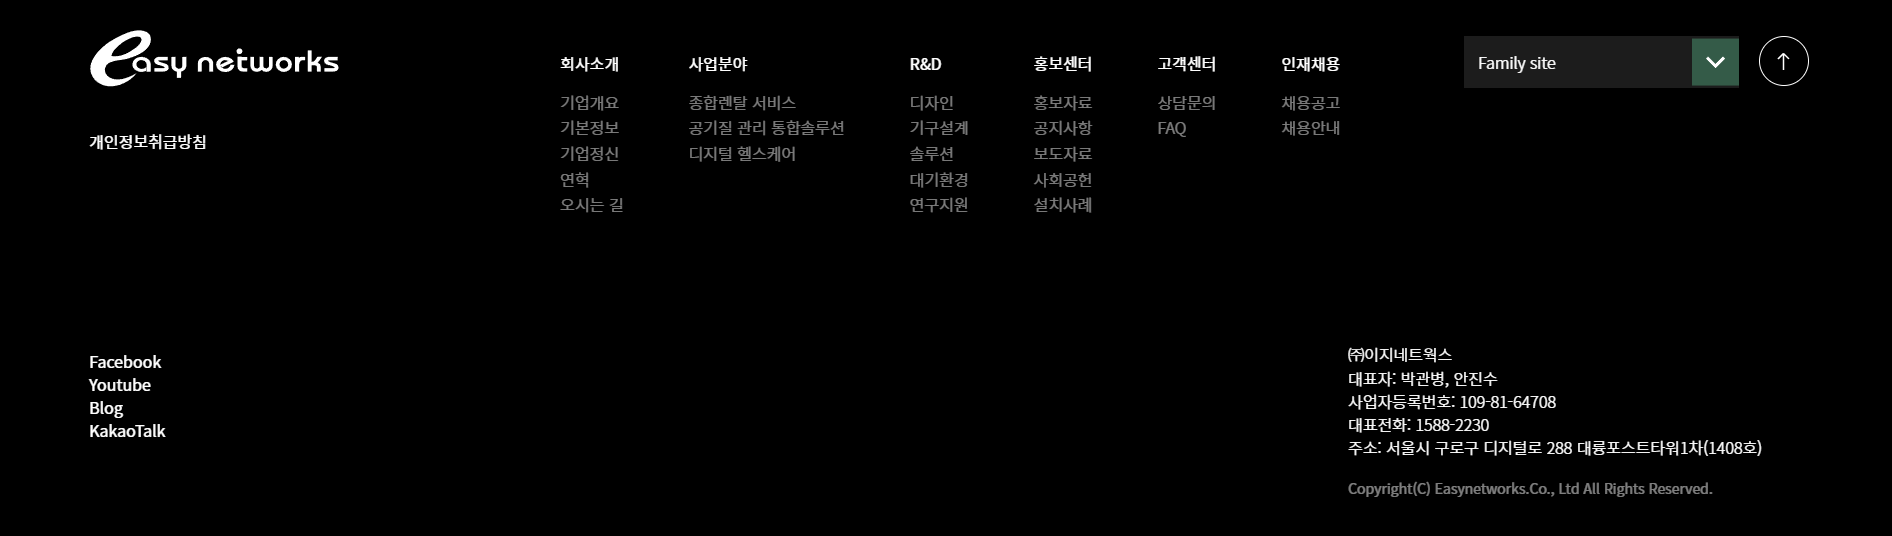 easy networks
개인정보취급방침
회사소개
기업개요
기본정보
기업정신
연혁
오시는 길
사업분야
종합렌탈 서비스
공기질 관리 통합솔루션
디지털 헬스케어
R&D
디자인
기구설계
솔루션
대기환경
연구지원
홍보센터
홍보자료
공지사항
보도자료
사회공헌
설치사례
고객센터
상담문의
FAQ
인재채용
채용공고
채용안내
Family site
Facebook
Youtube
Blog
KakaoTalk
㈜이지네트웍스
대표자: 박관병, 안진수
사업자등록번호: 109-81-64708
대표전화: 1588-2230
주소: 서울시 구로구 디지털로 288 대륭포스트타워1차(1408호)
Copyright(C) Easynetworks.Co., Ltd All Rights Reserved.